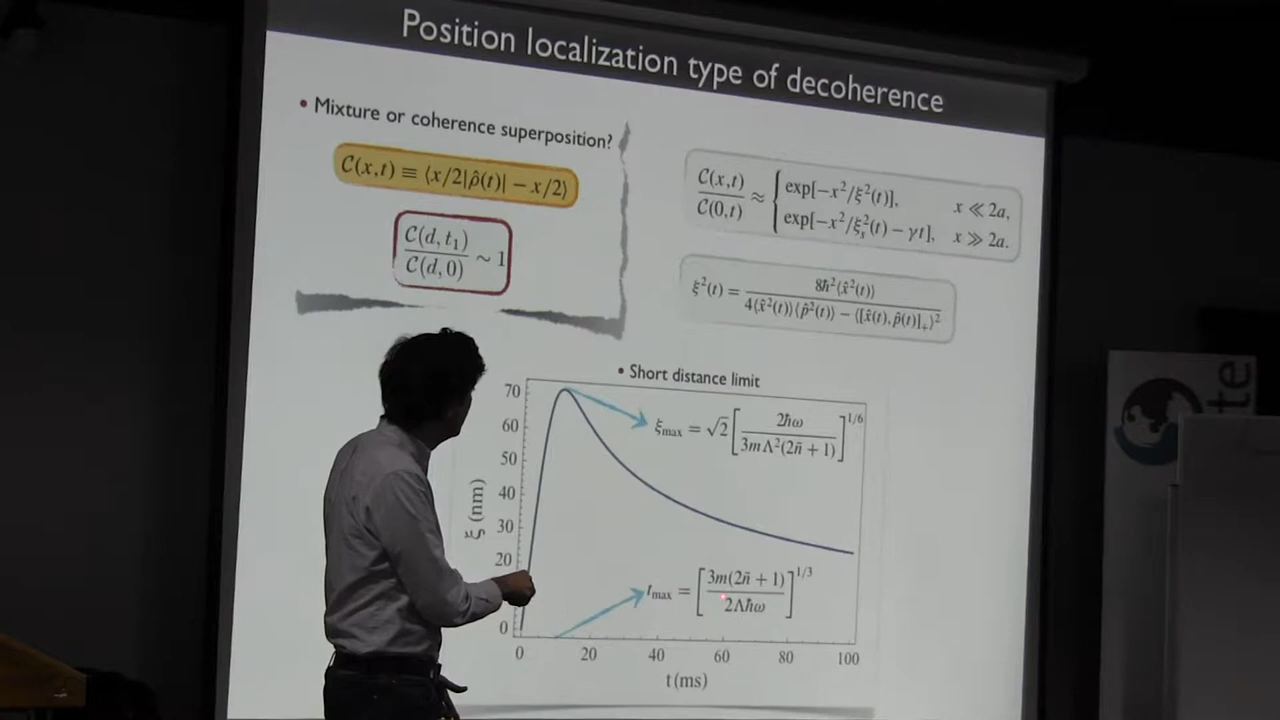 Position localization type of decoherence
• Mixture or coherence superposition?
C(x,t) ≡ ⟨x/2|ρ̂(t)| − x/2⟩
C(d,t₁)/C(d,0) ~ 1
C(x,t)/C(0,t) ≈ { exp[−x²/ξ²(t)], x ≪ 2a,
exp[−x²/ξₛ²(t) − γt], x ≫ 2a.
ξ²(t) = 8ħ²⟨x̂²(t)⟩ / 4⟨x̂²(t)⟩⟨p̂²(t)⟩ − ⟨[x̂(t),p̂(t)]₊⟩²
• Short distance limit
ξmax = √2 [2ħω / 3mΛ²(2n̄ + 1)]^1/6
tmax = [3m(2n̄ + 1) / 2Λħω]^1/3
ξ (nm)
70
60
50
40
30
20
0
0 20 40 60 80 100
t (ms)
te